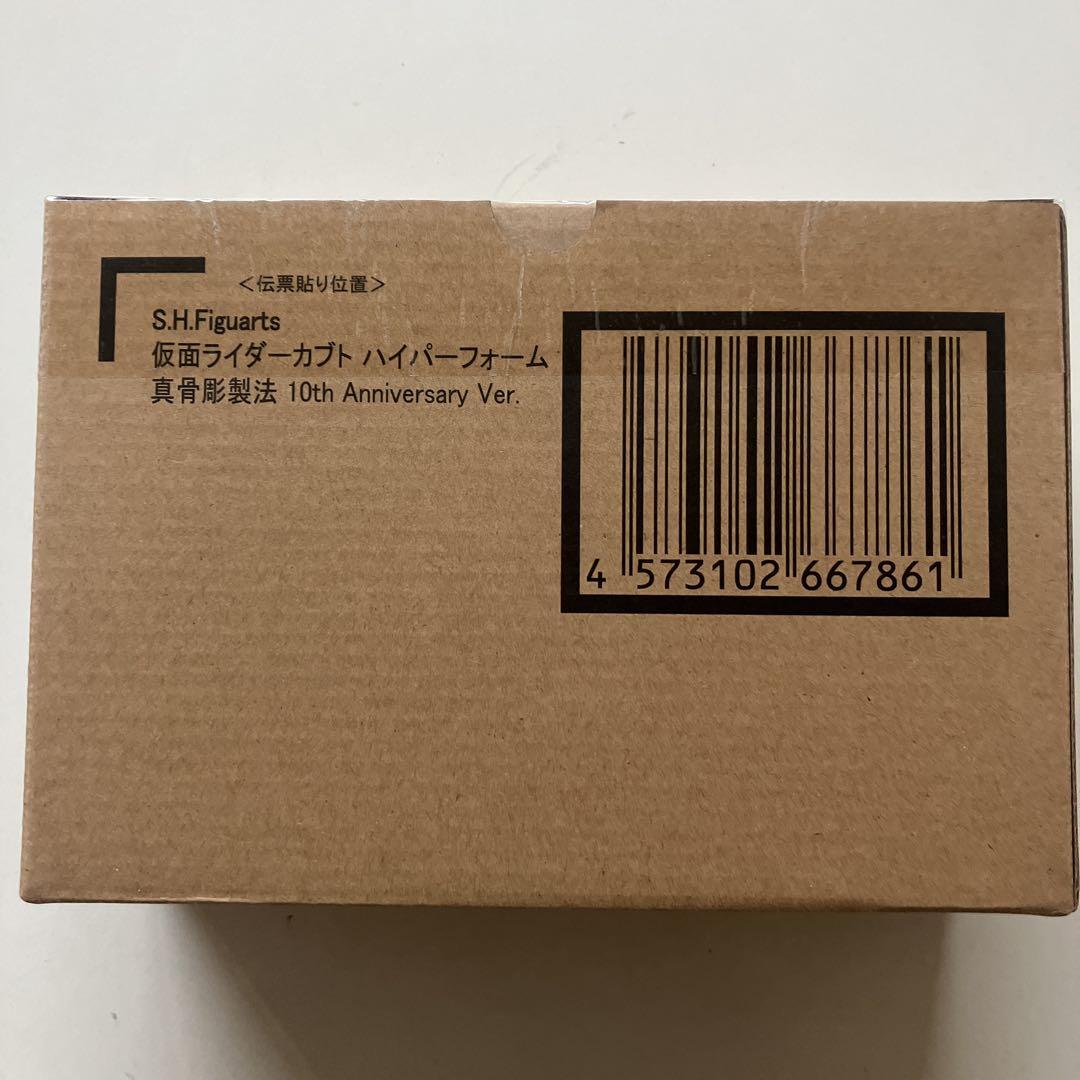 ＜伝票貼り位置＞
S.H.Figuarts
仮面ライダーカブト ハイパーフォーム
真骨彫製法 10th Anniversary Ver.
4 573102 667861